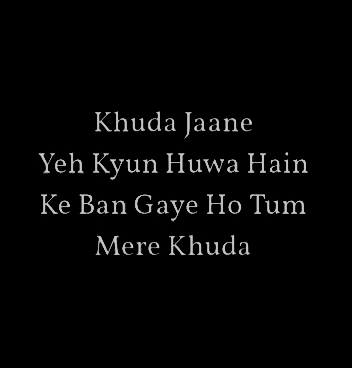 Khuda Jaane
Yeh Kyun Huwa Hain
Ke Ban Gaye Ho Tum
Mere Khuda